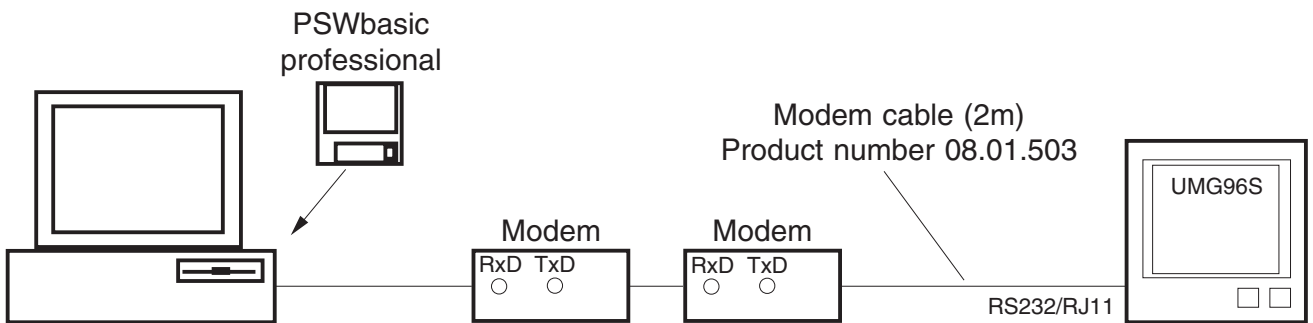 PSWbasic
professional
Modem cable (2m)
Product number 08.01.503
UMG96S
Modem
Modem
RxD TxD
RxD TxD
RS232/RJ11